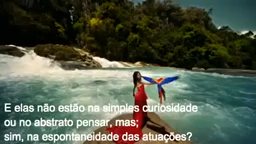 E elas não estão na simples curiosidade
ou no abstrato pensar, mas;
sim, na espontaneidade das atuações?